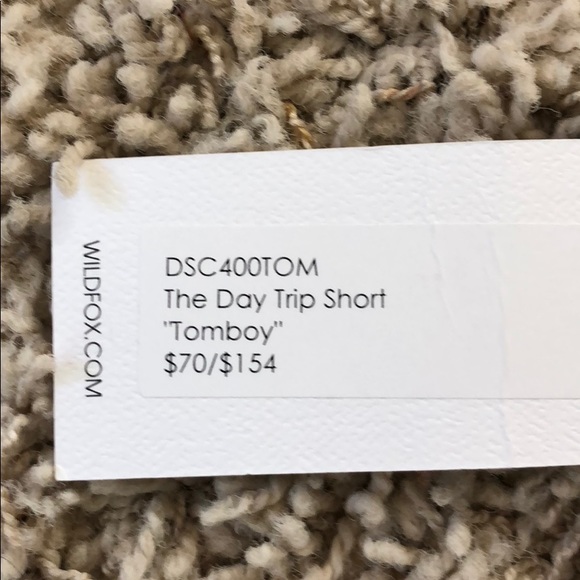 WILDFOX.COM
DSC400TOM
The Day Trip Short
"Tomboy"
$70/$154